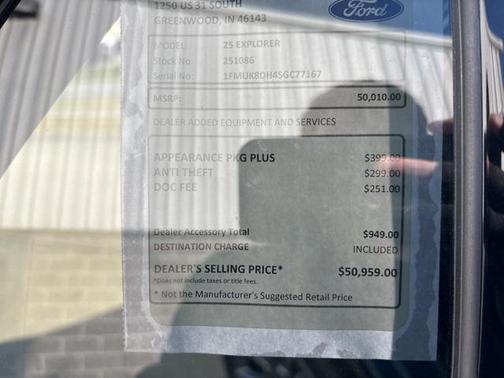 1250 US 31 SOUTH
GREENWOOD, IN 46143
Ford
MODEL 25 EXPLORER
Stock No: 251086
Serial No: 1FMUK8DH4SGC77167
MSRP: 50,010.00
DEALER ADDED EQUIPMENT AND SERVICES
APPEARANCE PKG PLUS $399.00
ANTI THEFT $299.00
DOC FEE $251.00
Dealer Accessory Total $949.00
DESTINATION CHARGE INCLUDED
DEALER'S SELLING PRICE* $50,959.00
*Does not include taxes or title fees.
* Not the Manufacturer's Suggested Retail Price